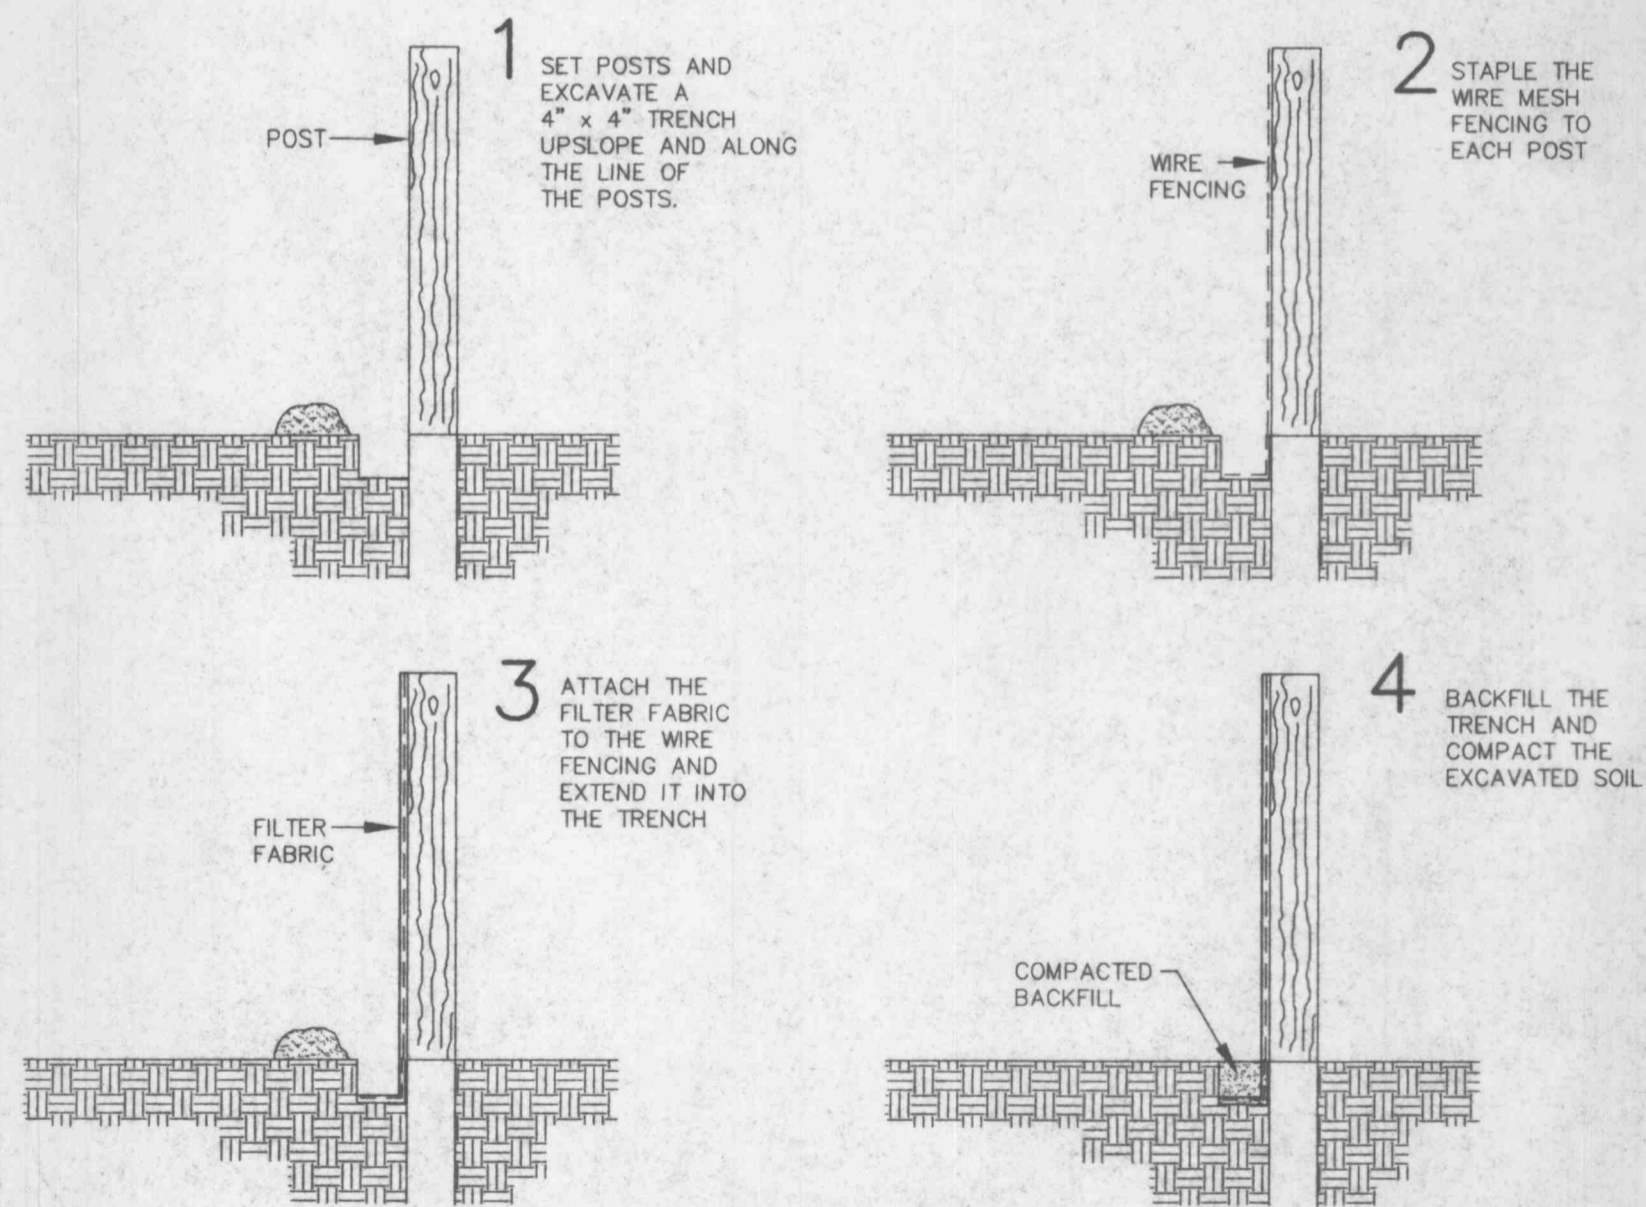 1
SET POSTS AND
EXCAVATE A
4" x 4" TRENCH
UPSLOPE AND ALONG
THE LINE OF
THE POSTS.
POST
2
STAPLE THE
WIRE MESH
FENCING TO
EACH POST
WIRE
FENCING
3
ATTACH THE
FILTER FABRIC
TO THE WIRE
FENCING AND
EXTEND IT INTO
THE TRENCH
FILTER
FABRIC
4
BACKFILL THE
TRENCH AND
COMPACT THE
EXCAVATED SOIL
COMPACTED
BACKFILL